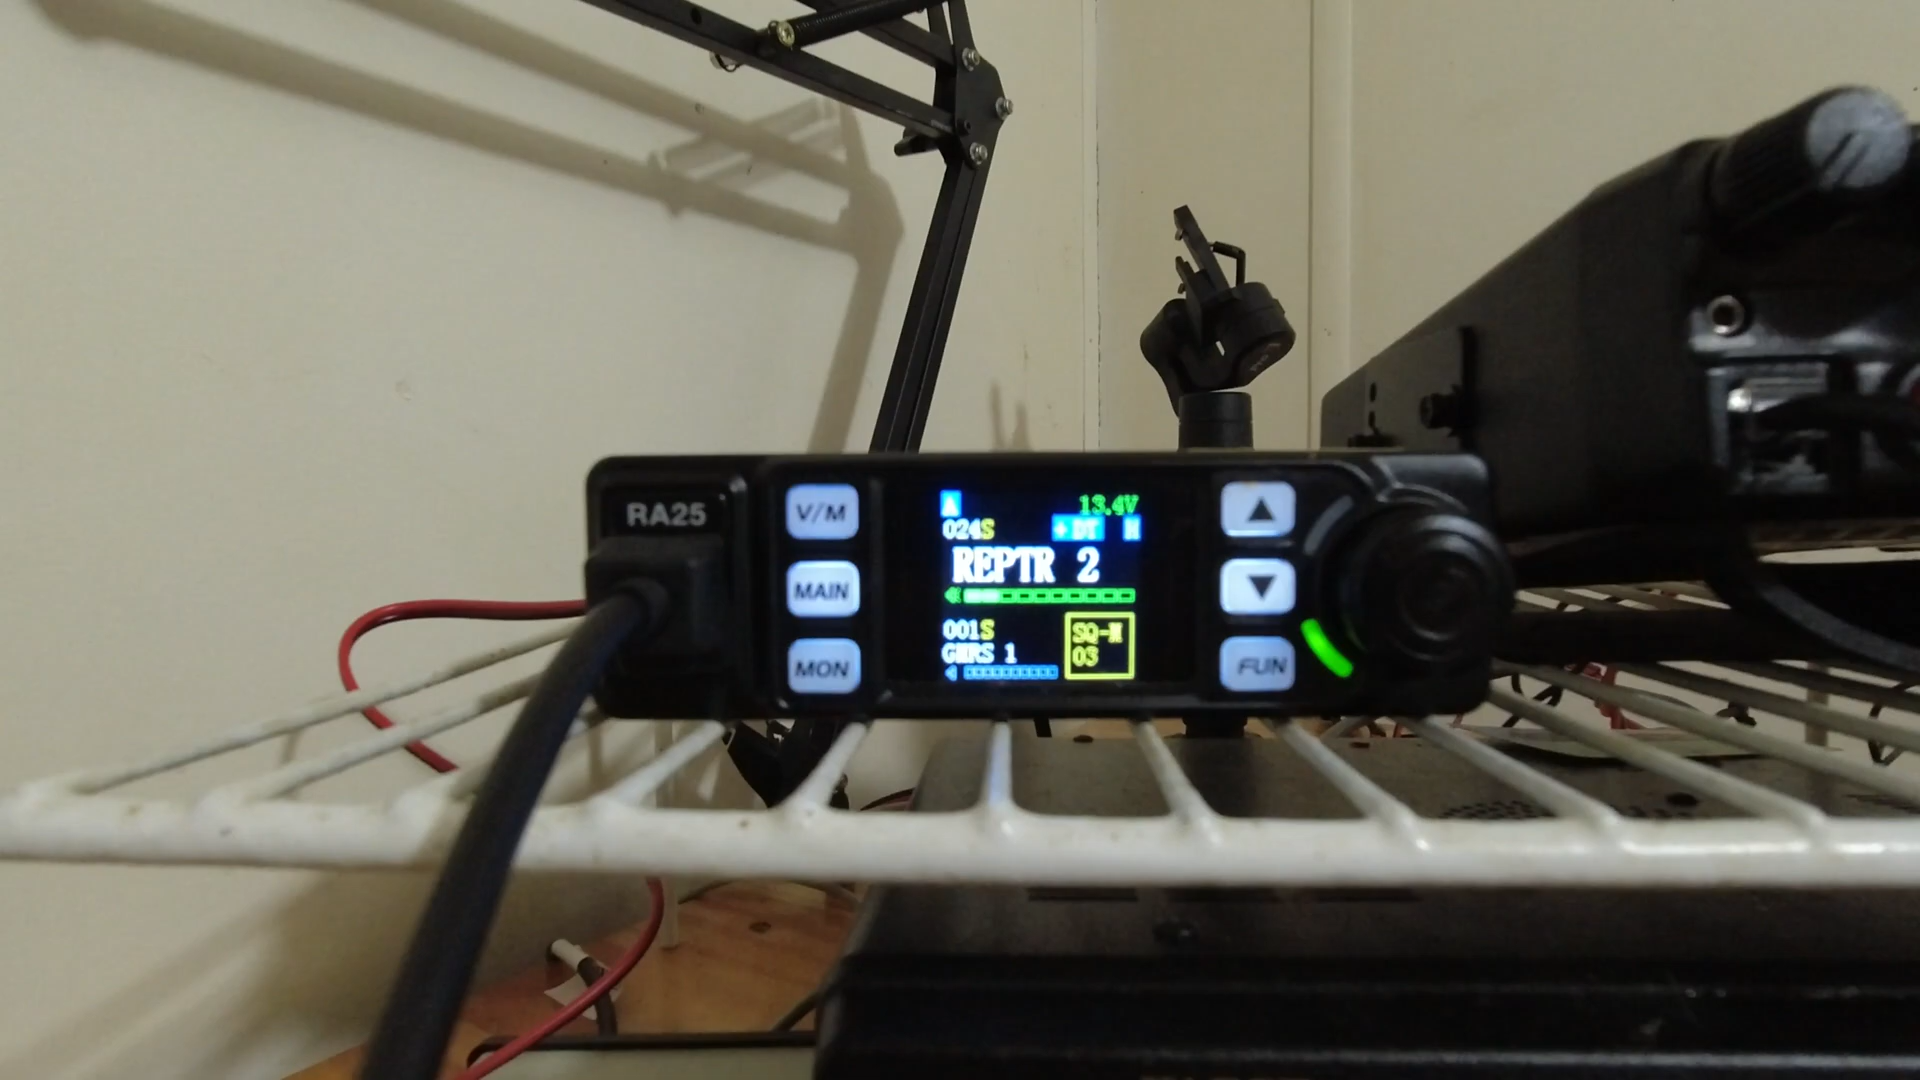 RA25
V/M
MAIN
MON
A
13.4V
024S
+ DT N
REPTR 2
001S
GMRS 1
SQ-M
03
▲
▼
FUN